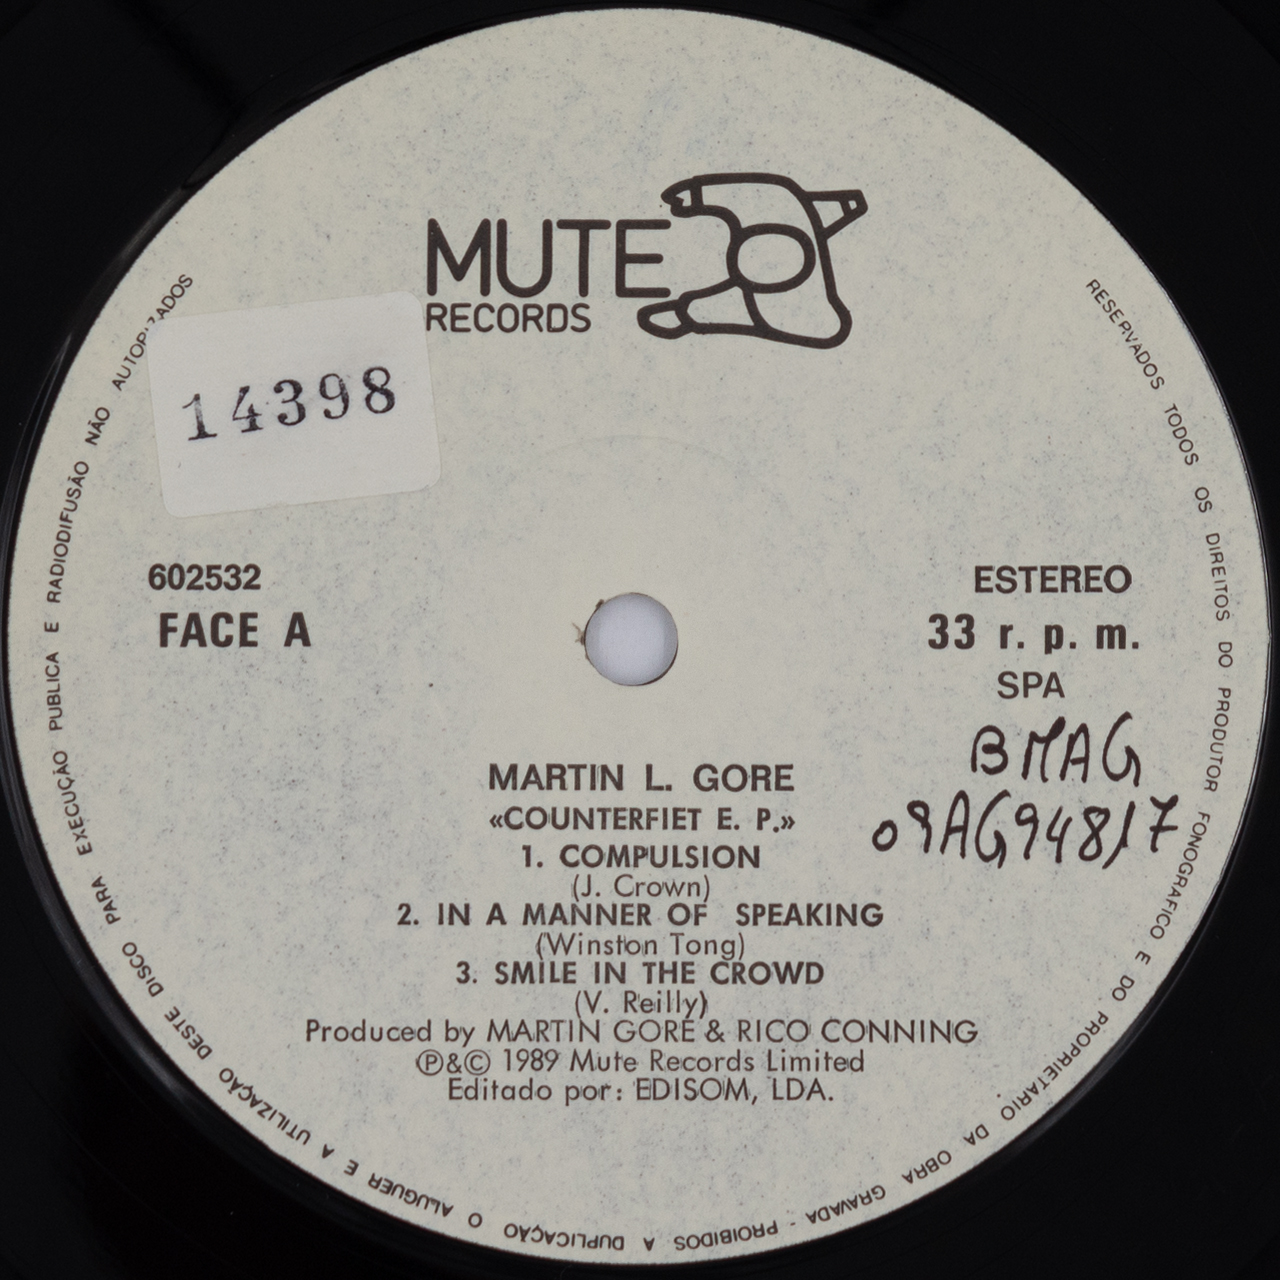 MUTE
RECORDS
14398
602532
FACE A
ESTEREO
33 r. p. m.
SPA
BMAG
09AG94817
MARTIN L. GORE
«COUNTERFIET E. P.»
1. COMPULSION
(J. Crown)
2. IN A MANNER OF SPEAKING
(Winston Tong)
3. SMILE IN THE CROWD
(V. Reilly)
Produced by MARTIN GORE & RICO CONNING
℗&© 1989 Mute Records Limited
Editado por: EDISOM, LDA.
RESERVADOS TODOS OS DIREITOS DO PRODUTOR FONOGRAFICO E DO PROPRIETARIO DA OBRA GRAVADA - PROIBIDOS A DUPLICAÇÃO O ALUGUER E A UTILIZAÇÃO DESTE DISCO PARA EXECUÇÃO PUBLICA E RADIODIFUSÃO NÃO AUTORIZADOS